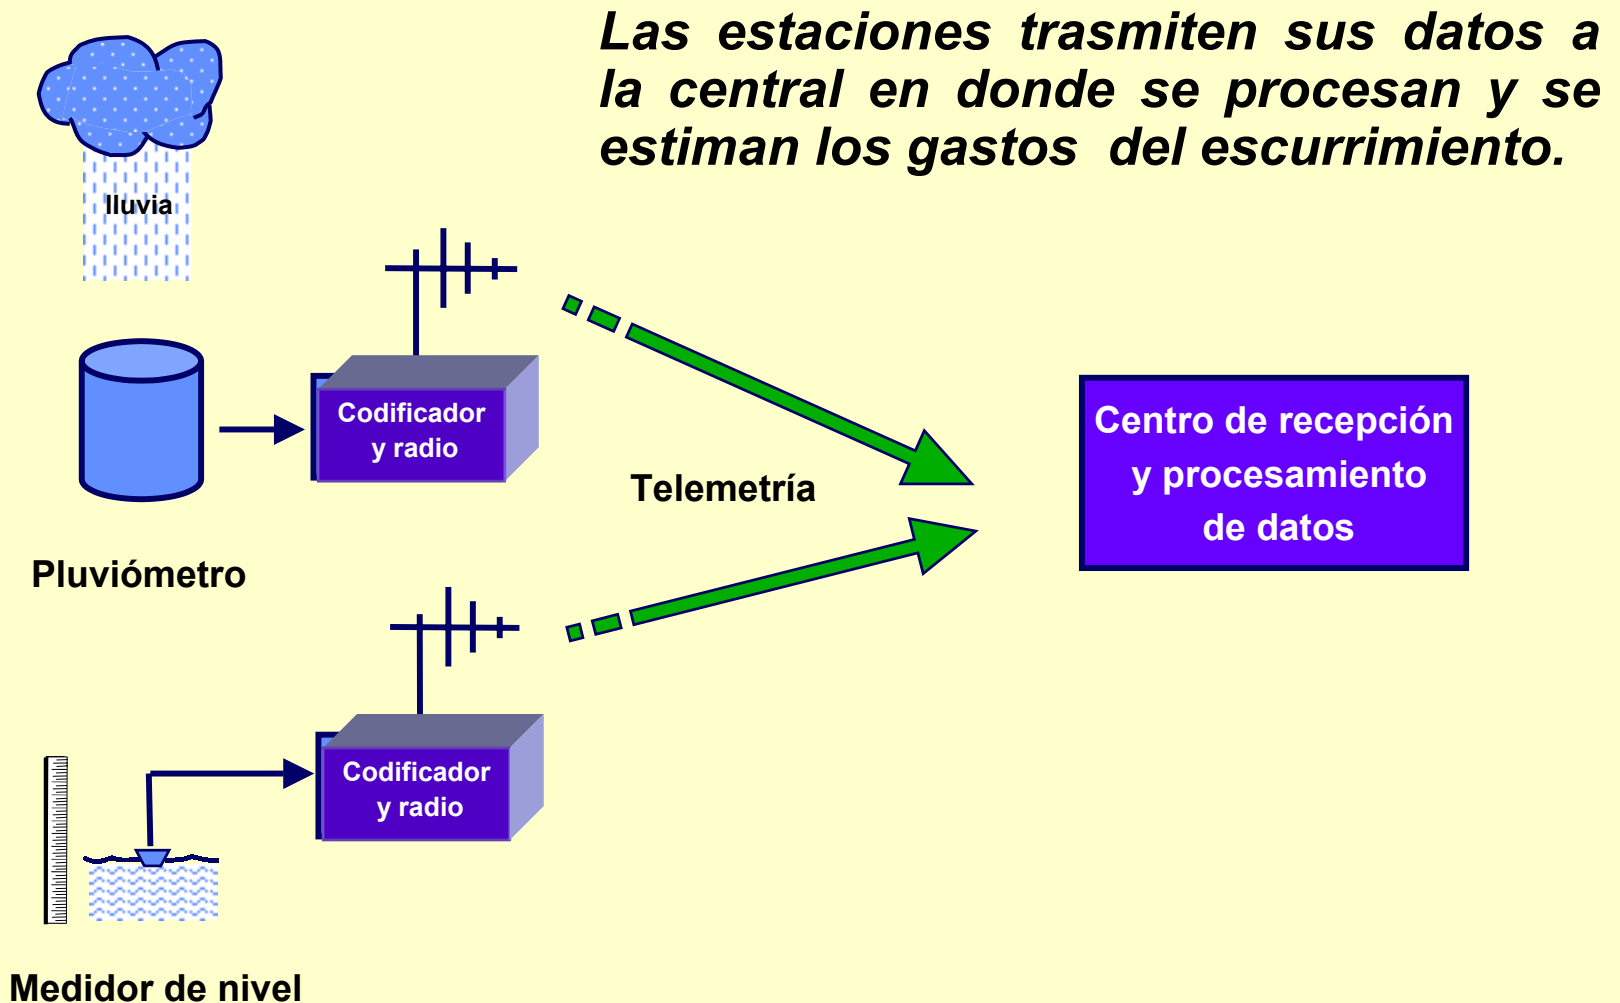 Las estaciones trasmiten sus datos a
la central en donde se procesan y se
estiman los gastos del escurrimiento.
lluvia
Codificador
y radio
Centro de recepción
y procesamiento
de datos
Telemetría
Pluviómetro
Codificador
y radio
Medidor de nivel